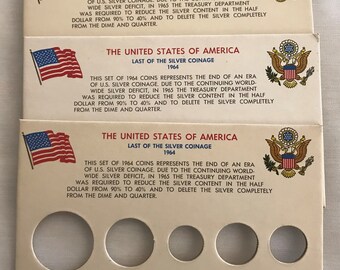 OF U.S. SILVER COINAGE. DUE TO THE CONTINUING WORLD-
WIDE SILVER DEFICIT, IN 1965 THE TREASURY DEPARTMENT
WAS REQUIRED TO REDUCE THE SILVER CONTENT IN THE HALF
DOLLAR FROM 90% TO 40% AND TO DELETE THE SILVER COMPLETELY
FROM THE DIME AND QUARTER.
THE UNITED STATES OF AMERICA
LAST OF THE SILVER COINAGE
1964
THIS SET OF 1964 COINS REPRESENTS THE END OF AN ERA
OF U.S. SILVER COINAGE. DUE TO THE CONTINUING WORLD-
WIDE SILVER DEFICIT, IN 1965 THE TREASURY DEPARTMENT
WAS REQUIRED TO REDUCE THE SILVER CONTENT IN THE HALF
DOLLAR FROM 90% TO 40% AND TO DELETE THE SILVER COMPLETELY
FROM THE DIME AND QUARTER.
THE UNITED STATES OF AMERICA
LAST OF THE SILVER COINAGE
1964
THIS SET OF 1964 COINS REPRESENTS THE END OF AN ERA
OF U.S. SILVER COINAGE. DUE TO THE CONTINUING WORLD-
WIDE SILVER DEFICIT, IN 1965 THE TREASURY DEPARTMENT
WAS REQUIRED TO REDUCE THE SILVER CONTENT IN THE HALF
DOLLAR FROM 90% TO 40% AND TO DELETE THE SILVER COMPLETELY
FROM THE DIME AND QUARTER.